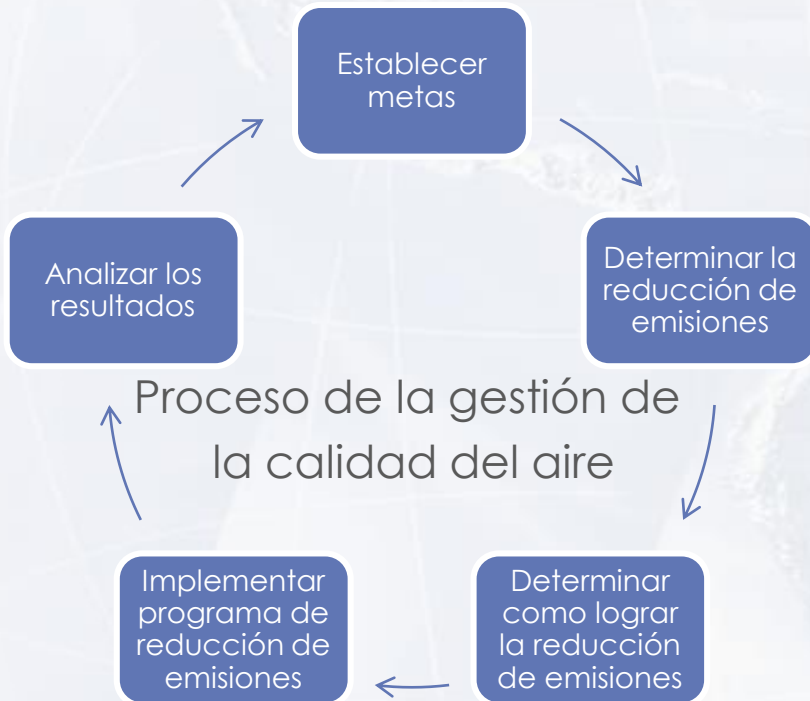 Establecer
metas
Determinar la
reducción de
emisiones
Determinar
como lograr
la reducción
de emisiones
Implementar
programa de
reducción de
emisiones
Analizar los
resultados
Proceso de la gestión de
la calidad del aire